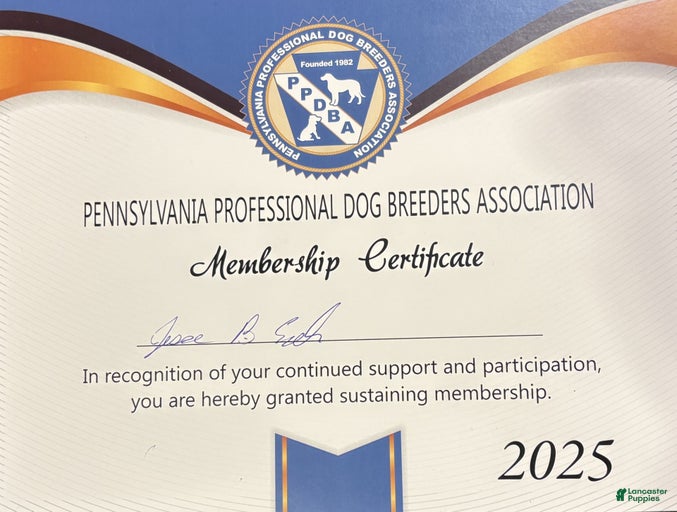 PENNSYLVANIA PROFESSIONAL DOG BREEDERS ASSOCIATION
Founded 1982
PPDBA
PENNSYLVANIA PROFESSIONAL DOG BREEDERS ASSOCIATION
Membership Certificate
B
In recognition of your continued support and participation,
you are hereby granted sustaining membership.
2025
Lancaster
Puppies